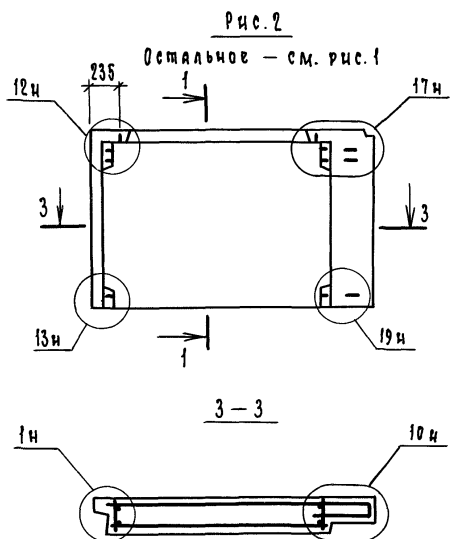 Рис. 2
Остальное — см. рис. 1
235
12н
1
17н
3
3
13н
1
19н
3 — 3
1н
10н